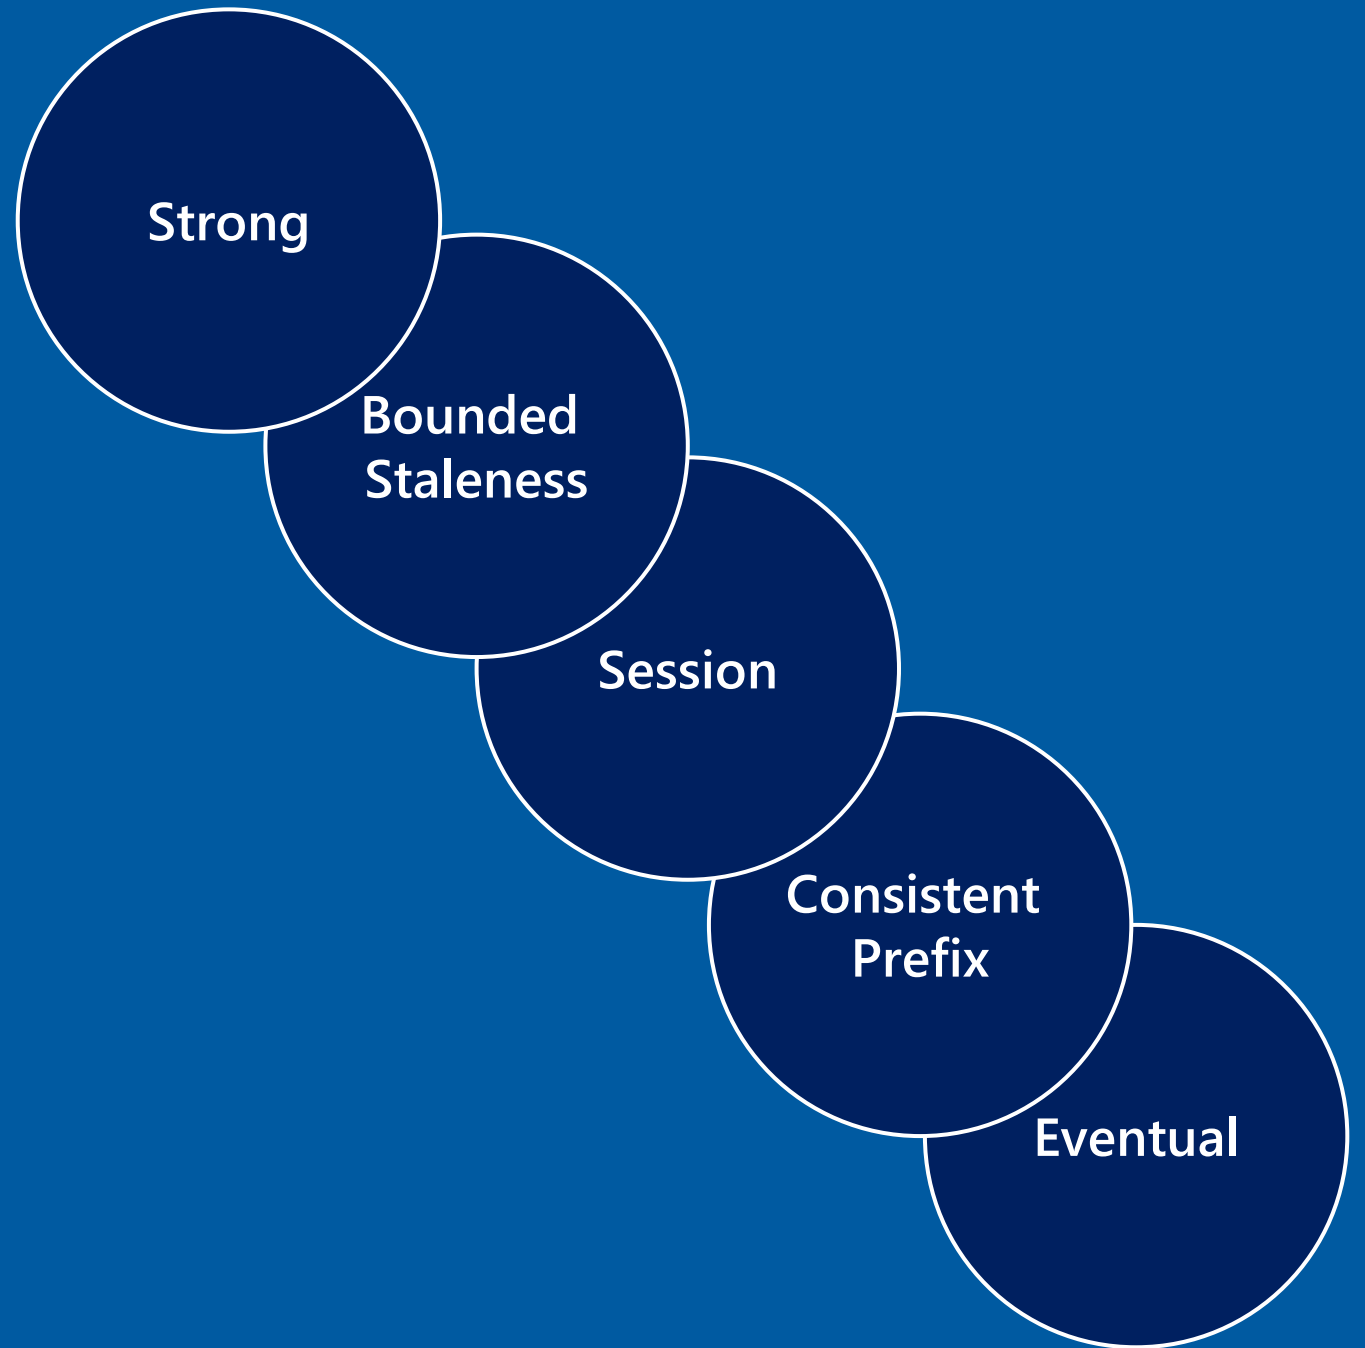 Strong
Bounded
Staleness
Session
Consistent
Prefix
Eventual